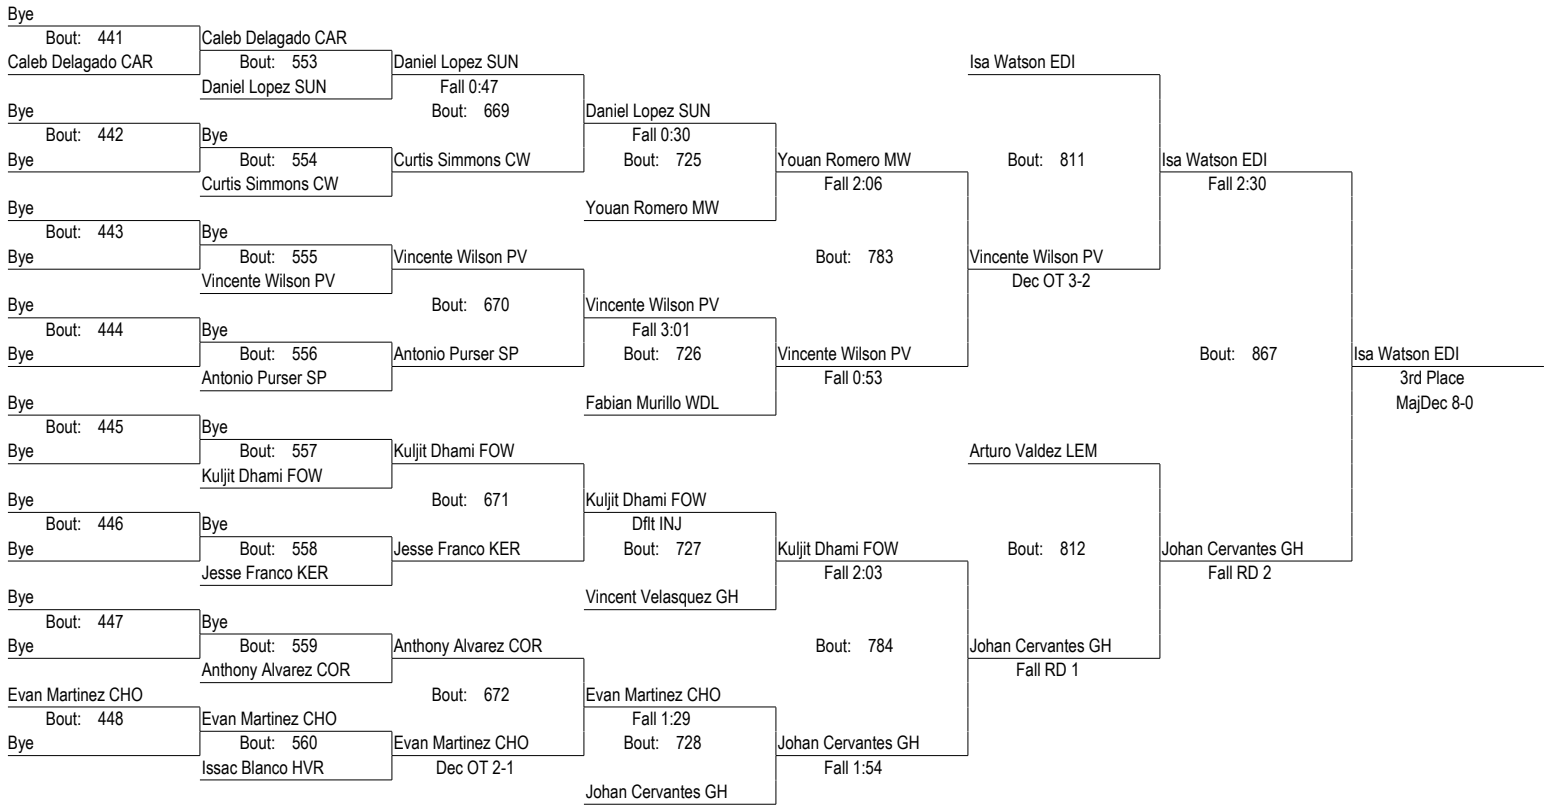 Bye
Bout: 441
Caleb Delagado CAR
Bye
Bout: 442
Bye
Bye
Bout: 443
Bye
Bye
Bout: 444
Bye
Bye
Bout: 445
Bye
Bye
Bout: 446
Bye
Bye
Bout: 447
Bye
Evan Martinez CHO
Bout: 448
Bye
Caleb Delagado CAR
Bout: 553
Daniel Lopez SUN
Bye
Bout: 554
Curtis Simmons CW
Bye
Bout: 555
Vincente Wilson PV
Bye
Bout: 556
Antonio Purser SP
Bye
Bout: 557
Kuljit Dhami FOW
Bye
Bout: 558
Jesse Franco KER
Bye
Bout: 559
Anthony Alvarez COR
Evan Martinez CHO
Bout: 560
Issac Blanco HVR
Daniel Lopez SUN
Fall 0:47
Bout: 669
Curtis Simmons CW
Vincente Wilson PV
Bout: 670
Antonio Purser SP
Kuljit Dhami FOW
Bout: 671
Jesse Franco KER
Anthony Alvarez COR
Bout: 672
Evan Martinez CHO
Dec OT 2-1
Daniel Lopez SUN
Fall 0:30
Bout: 725
Youan Romero MW
Vincente Wilson PV
Fall 3:01
Bout: 726
Fabian Murillo WDL
Kuljit Dhami FOW
Dflt INJ
Bout: 727
Vincent Velasquez GH
Evan Martinez CHO
Fall 1:29
Bout: 728
Johan Cervantes GH
Youan Romero MW
Fall 2:06
Bout: 783
Vincente Wilson PV
Fall 0:53
Kuljit Dhami FOW
Fall 2:03
Bout: 784
Johan Cervantes GH
Fall 1:54
Isa Watson EDI
Bout: 811
Vincente Wilson PV
Dec OT 3-2
Arturo Valdez LEM
Bout: 812
Johan Cervantes GH
Fall RD 1
Isa Watson EDI
Fall 2:30
Bout: 867
Johan Cervantes GH
Fall RD 2
Isa Watson EDI
3rd Place
MajDec 8-0